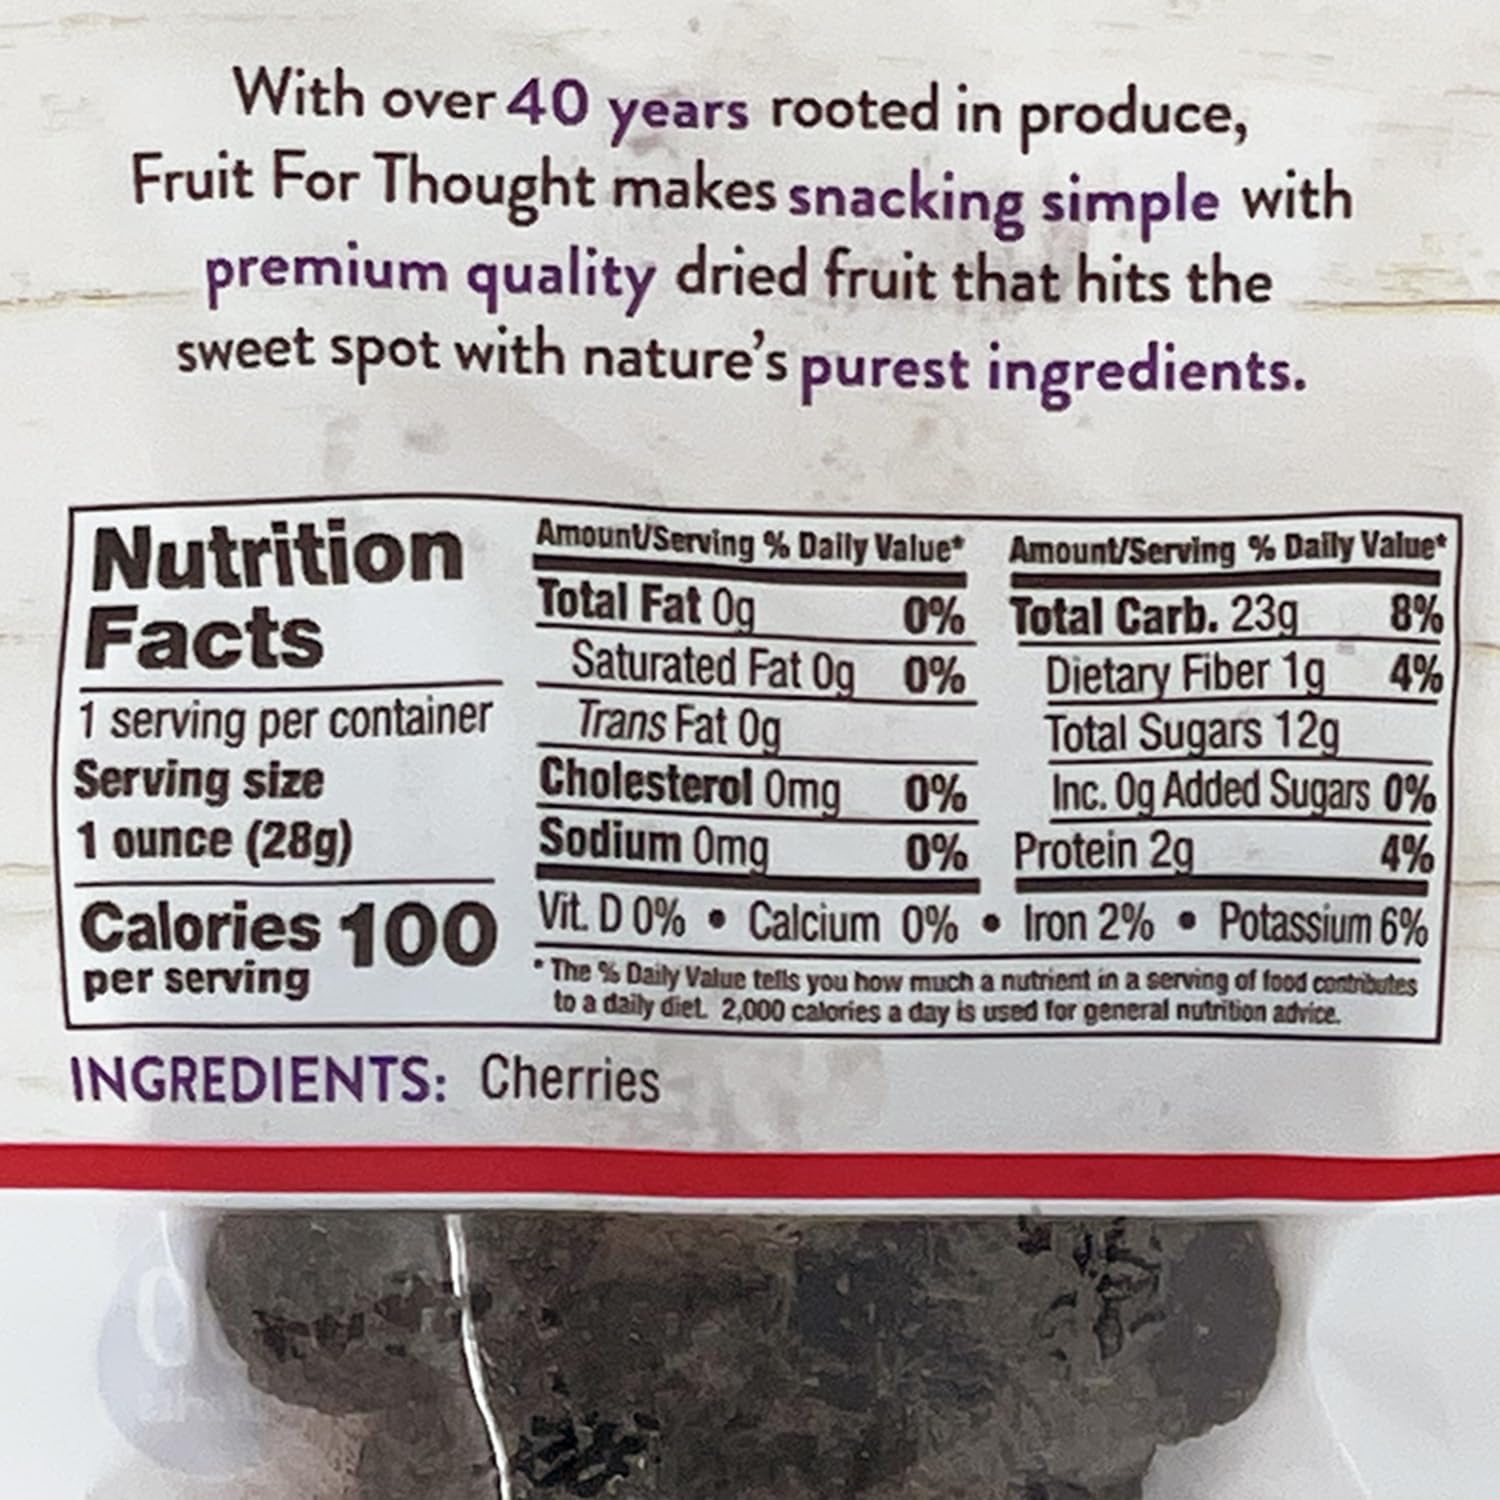 With over 40 years rooted in produce,
Fruit For Thought makes snacking simple with
premium quality dried fruit that hits the
sweet spot with nature's purest ingredients.
Nutrition
Facts
1 serving per container
Serving size
1 ounce (28g)
Calories 100
per serving
Amount/Serving % Daily Value*
Total Fat 0g 0%
Saturated Fat 0g 0%
Trans Fat 0g
Cholesterol 0mg 0%
Sodium 0mg 0%
Amount/Serving % Daily Value*
Total Carb. 23g 8%
Dietary Fiber 1g 4%
Total Sugars 12g
Inc. 0g Added Sugars 0%
Protein 2g 4%
Vit. D 0% • Calcium 0% • Iron 2% • Potassium 6%
* The % Daily Value tells you how much a nutrient in a serving of food contributes
to a daily diet. 2,000 calories a day is used for general nutrition advice.
INGREDIENTS: Cherries